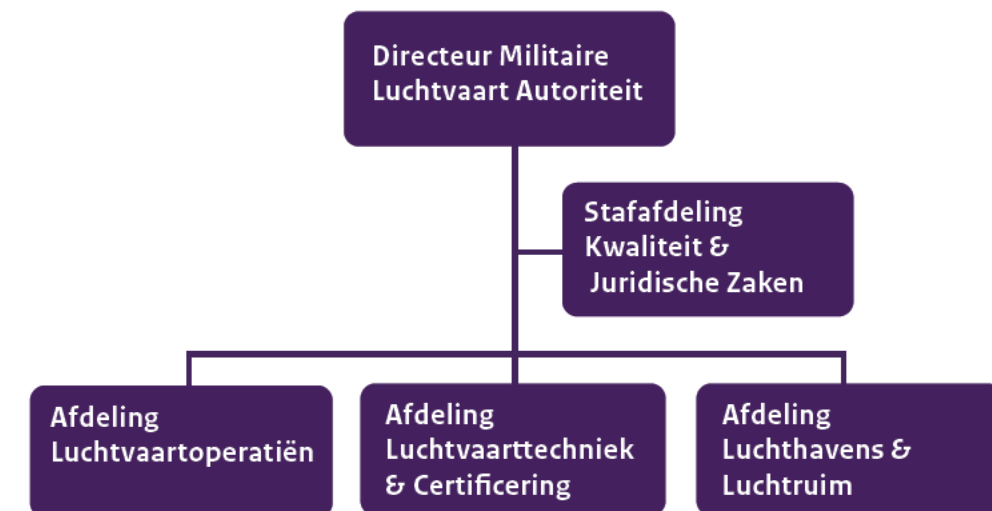 Directeur Militaire
Luchtvaart Autoriteit
Stafafdeling
Kwaliteit &
Juridische Zaken
Afdeling
Luchtvaartoperatiën
Afdeling
Luchtvaarttechniek
& Certificering
Afdeling
Luchthavens &
Luchtruim